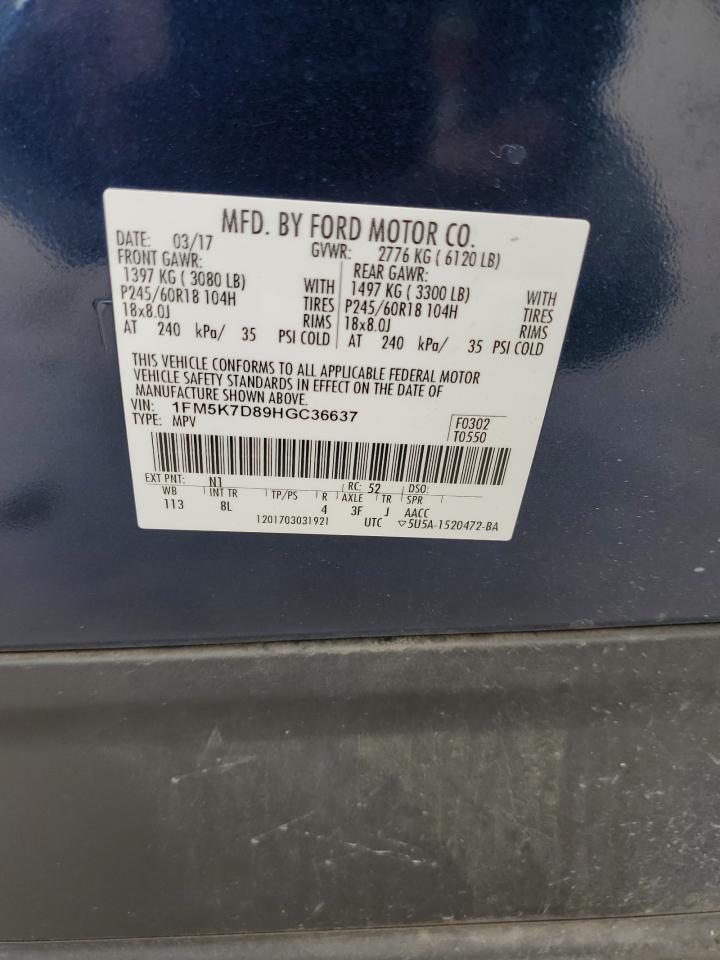 MFD. BY FORD MOTOR CO.
DATE: 03/17 GVWR: 2776 KG ( 6120 LB)
FRONT GAWR: REAR GAWR:
1397 KG ( 3080 LB) WITH 1497 KG ( 3300 LB) WITH
P245/60R18 104H TIRES P245/60R18 104H TIRES
18x8.0J RIMS 18x8.0J RIMS
AT 240 kPa/ 35 PSI COLD AT 240 kPa/ 35 PSI COLD
THIS VEHICLE CONFORMS TO ALL APPLICABLE FEDERAL MOTOR
VEHICLE SAFETY STANDARDS IN EFFECT ON THE DATE OF
MANUFACTURE SHOWN ABOVE.
VIN: 1FM5K7D89HGC36637 F0302
TYPE: MPV T0550
EXT PNT: N1 RC: 52 DSO:
WB INT TR TP/PS R AXLE TR SPR
113 8L 4 3F J AACC
1201703031921 UTC ▽5U5A-1520472-BA